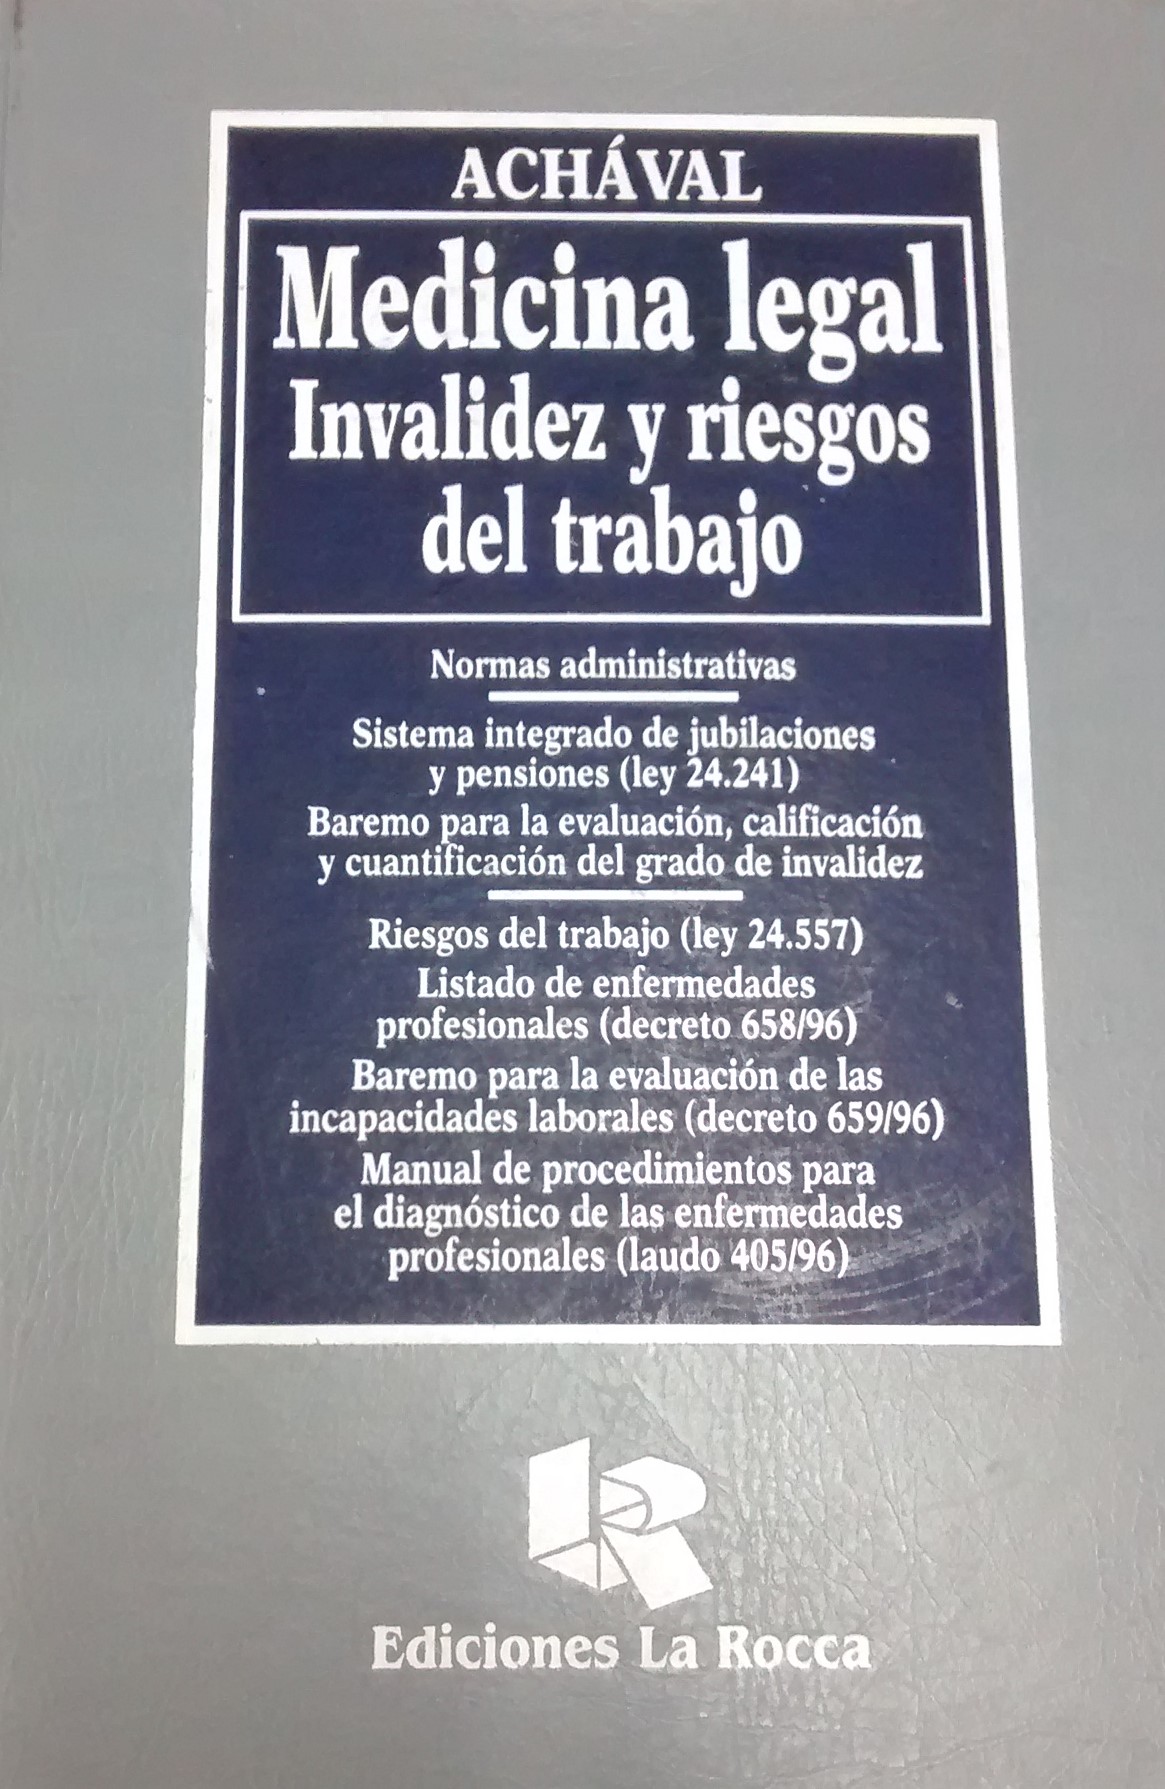 ACHÁVAL
Medicina legal
Invalidez y riesgos
del trabajo
Normas administrativas
Sistema integrado de jubilaciones
y pensiones (ley 24.241)
Baremo para la evaluación, calificación
y cuantificación del grado de invalidez
Riesgos del trabajo (ley 24.557)
Listado de enfermedades
profesionales (decreto 658/96)
Baremo para la evaluación de las
incapacidades laborales (decreto 659/96)
Manual de procedimientos para
el diagnóstico de las enfermedades
profesionales (laudo 405/96)
LR
Ediciones La Rocca